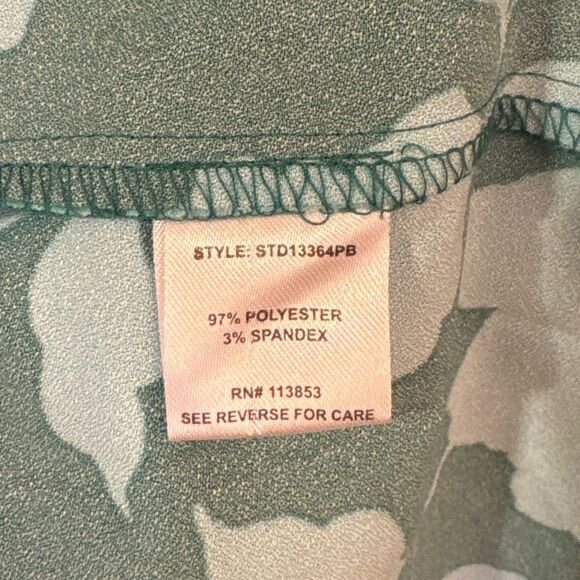 STYLE: STD13364PB
97% POLYESTER
3% SPANDEX
RN# 113853
SEE REVERSE FOR CARE